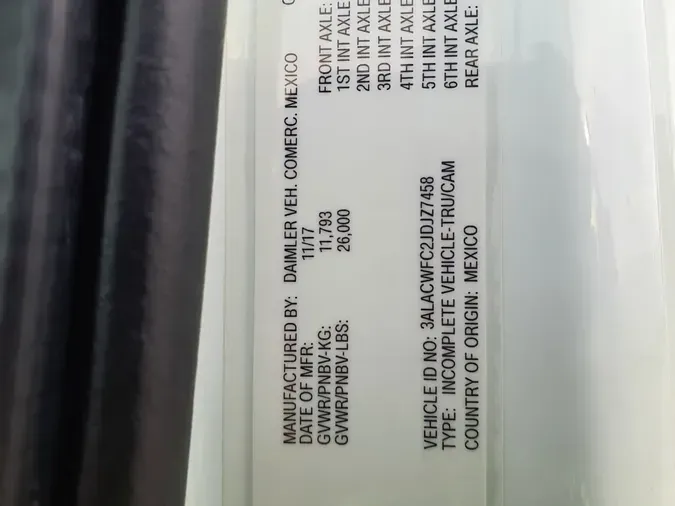 MANUFACTURED BY: DAIMLER VEH. COMERC. MEXICO
DATE OF MFR: 11/17
GVWR/PNBV-KG: 11,793 FRONT AXLE:
GVWR/PNBV-LBS: 26,000 1ST INT AXLE
2ND INT AXLE
3RD INT AXLE
4TH INT AXLE
VEHICLE ID NO: 3ALACWFC2JDJZ7458 5TH INT AXLE
TYPE: INCOMPLETE VEHICLE-TRU/CAM 6TH INT AXLE
COUNTRY OF ORIGIN: MEXICO REAR AXLE: